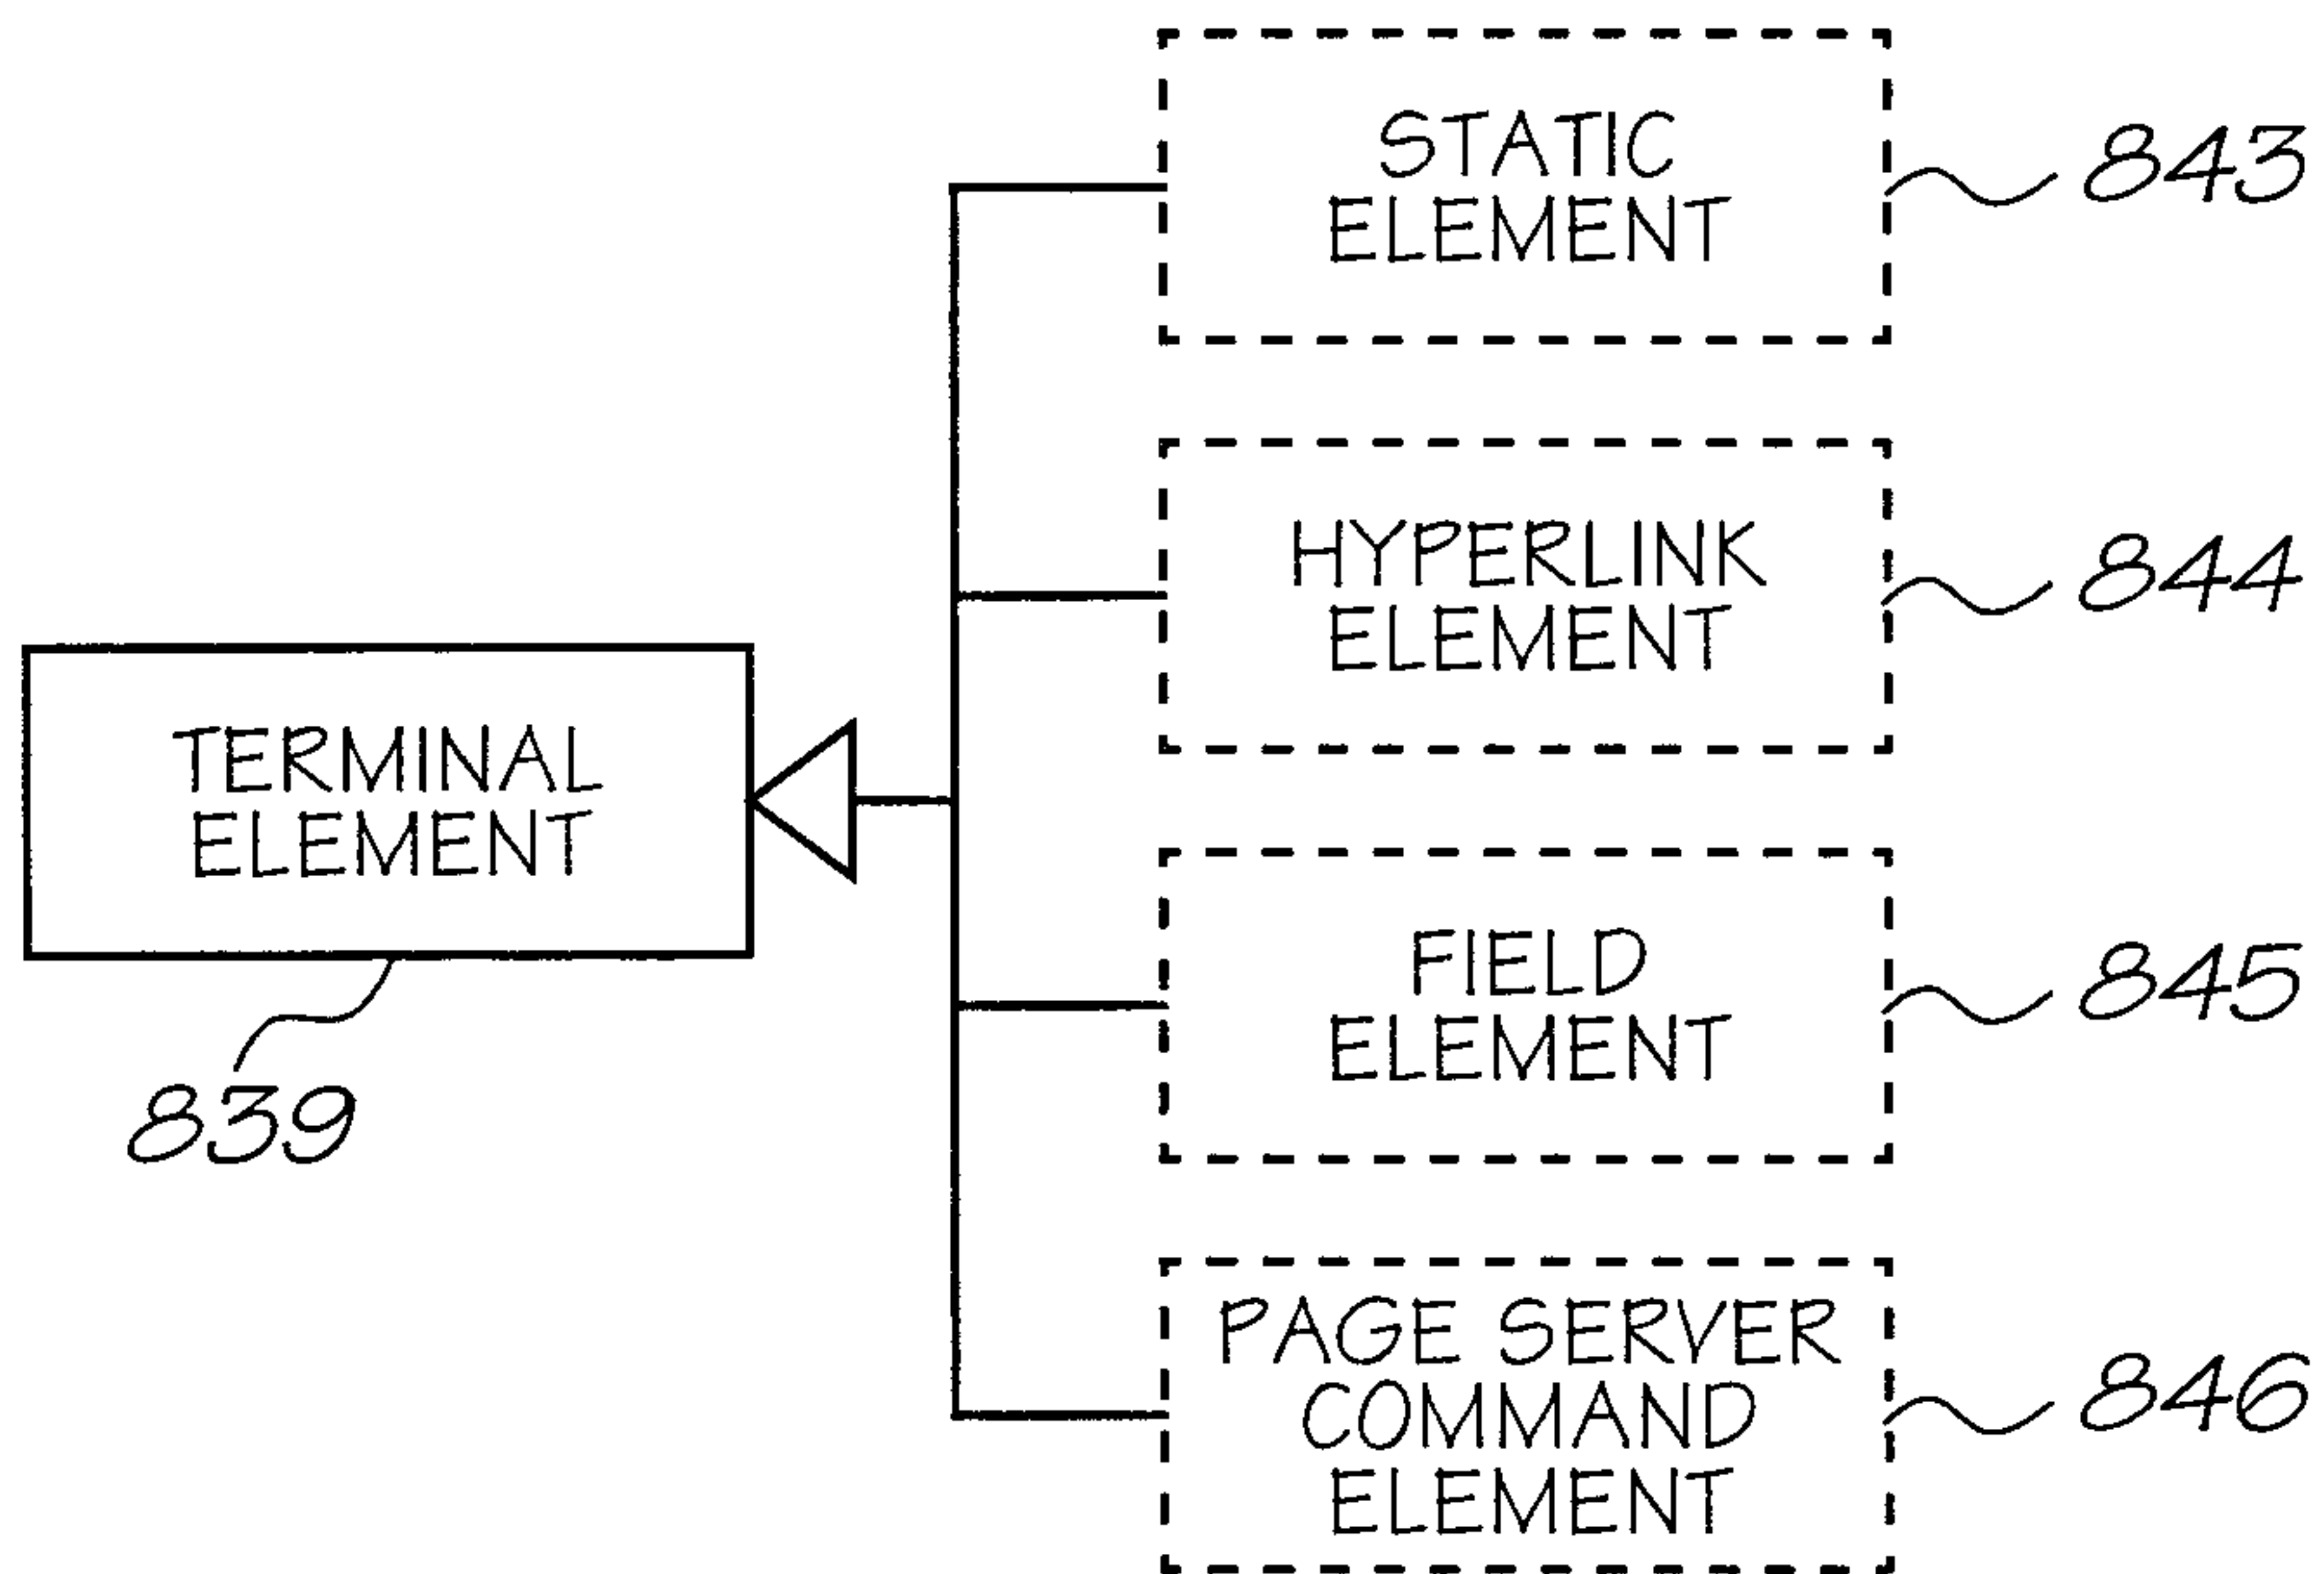 STATIC
ELEMENT
843
HYPERLINK
ELEMENT
844
TERMINAL
ELEMENT
839
FIELD
ELEMENT
845
PAGE SERVER
COMMAND
ELEMENT
846